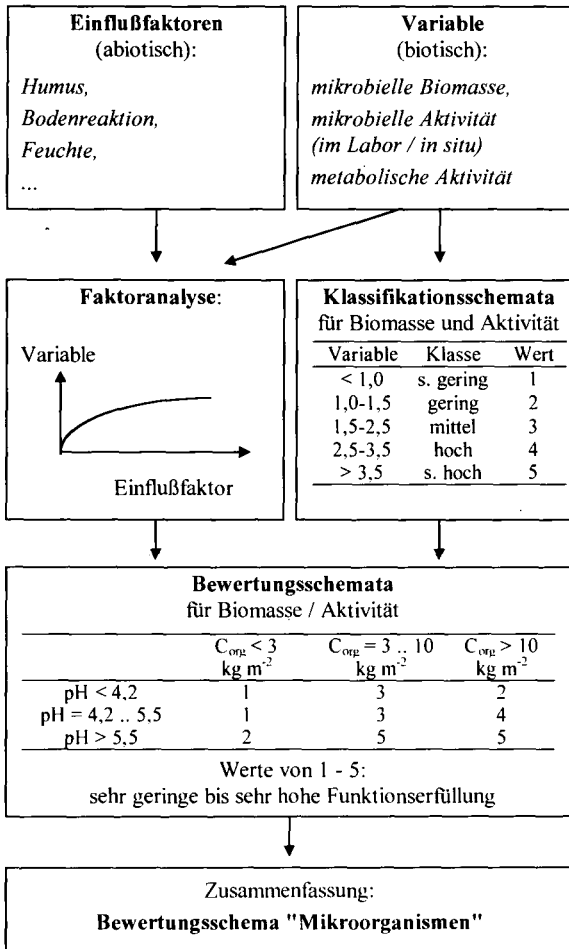 Einflußfaktoren
(abiotisch):
Humus,
Bodenreaktion,
Feuchte,
...
Variable
(biotisch):
mikrobielle Biomasse,
mikrobielle Aktivität
(im Labor / in situ)
metabolische Aktivität
Faktoranalyse:
Variable
Einflußfaktor
Klassifikationsschemata
für Biomasse und Aktivität
Variable Klasse Wert
< 1,0 s. gering 1
1,0-1,5 gering 2
1,5-2,5 mittel 3
2,5-3,5 hoch 4
> 3,5 s. hoch 5
Bewertungsschemata
für Biomasse / Aktivität
C_org < 3 C_org = 3 .. 10 C_org > 10
kg m⁻² kg m⁻² kg m⁻²
pH < 4,2 1 3 2
pH = 4,2 .. 5,5 1 3 4
pH > 5,5 2 5 5
Werte von 1 - 5:
sehr geringe bis sehr hohe Funktionserfüllung
Zusammenfassung:
Bewertungsschema "Mikroorganismen"